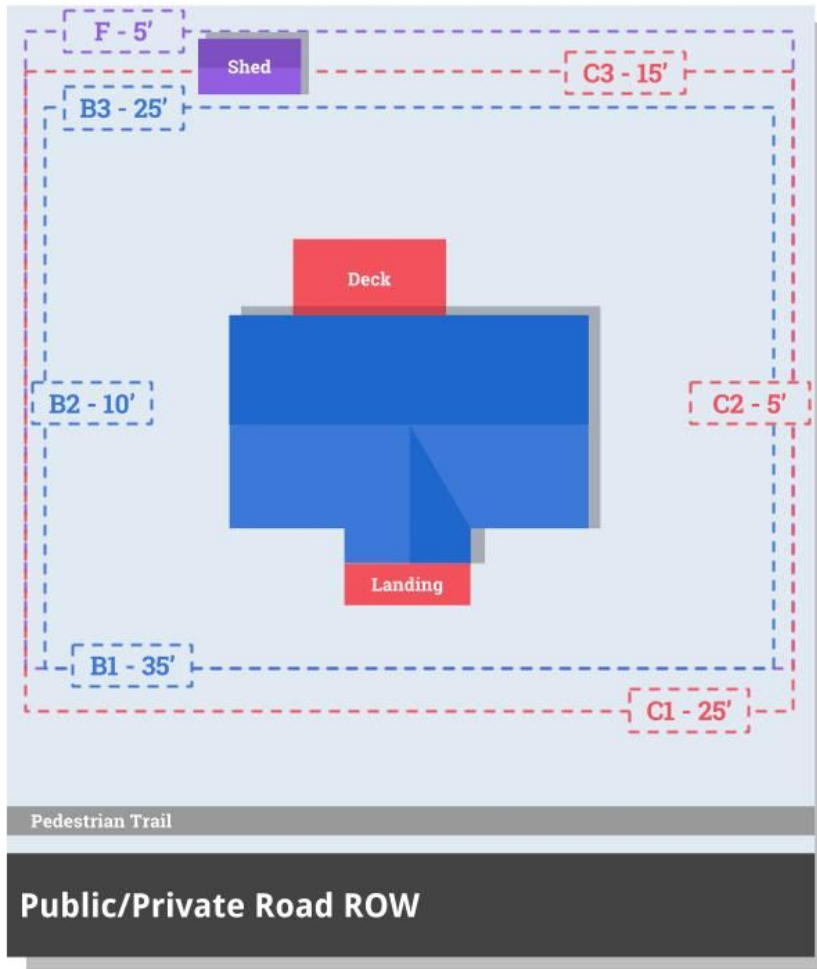 F - 5′
Shed
C3 - 15′
B3 - 25′
Deck
B2 - 10′
C2 - 5′
Landing
B1 - 35′
C1 - 25′
Pedestrian Trail
Public/Private Road ROW